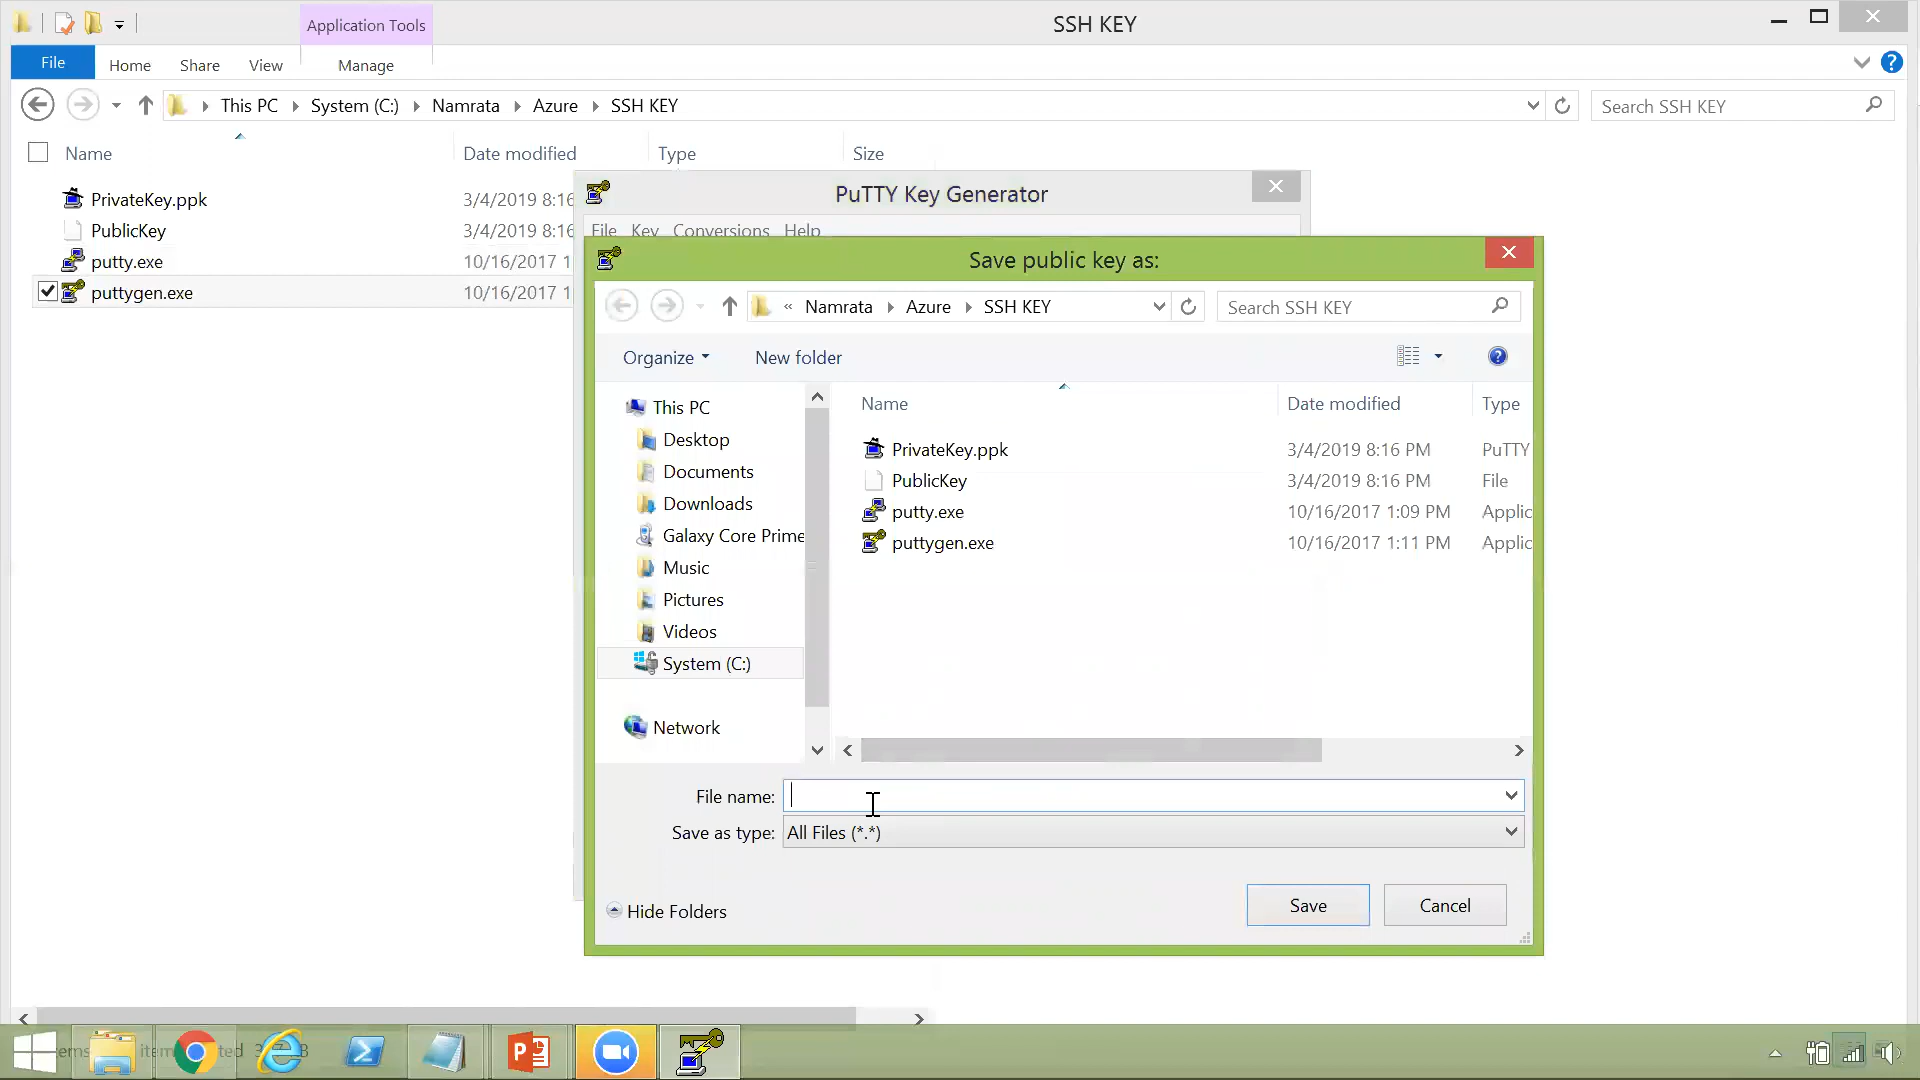 Application Tools
SSH KEY
File
Home
Share
View
Manage
This PC
System (C:)
Namrata
Azure
SSH KEY
Search SSH KEY
Name
Date modified
Type
Size
PrivateKey.ppk
3/4/2019 8:16
PublicKey
3/4/2019 8:16
putty.exe
10/16/2017 1
puttygen.exe
10/16/2017 1
PuTTY Key Generator
File Key Conversions Help
Save public key as:
« Namrata Azure SSH KEY
Search SSH KEY
Organize
New folder
This PC
Desktop
Documents
Downloads
Galaxy Core Prime
Music
Pictures
Videos
System (C:)
Network
Name
Date modified
Type
PrivateKey.ppk
3/4/2019 8:16 PM
PuTTY
PublicKey
3/4/2019 8:16 PM
File
putty.exe
10/16/2017 1:09 PM
Applic
puttygen.exe
10/16/2017 1:11 PM
Applic
File name:
Save as type: All Files (*.*)
Hide Folders
Save
Cancel